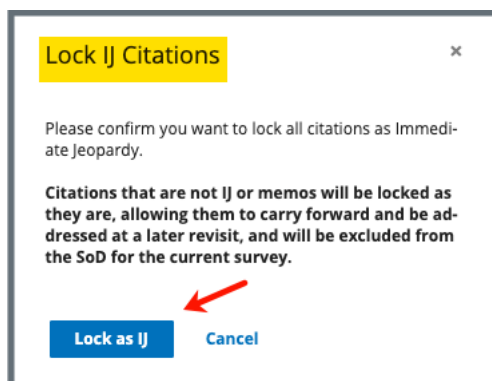 Lock IJ Citations ×
Please confirm you want to lock all citations as Immedi-
ate Jeopardy.
Citations that are not IJ or memos will be locked as
they are, allowing them to carry forward and be ad-
dressed at a later revisit, and will be excluded from
the SoD for the current survey.
Lock as IJ Cancel